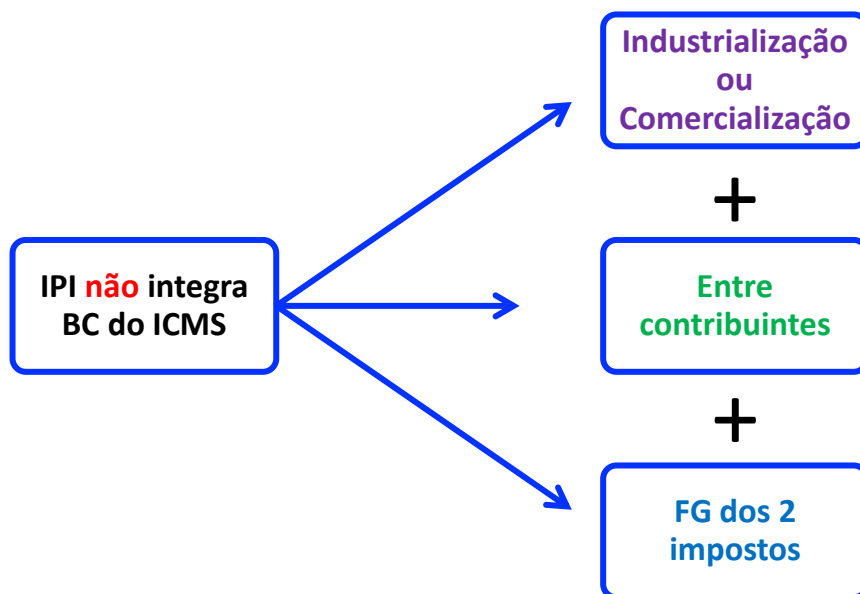 Industrialização
ou
Comercialização
+
IPI não integra
BC do ICMS
Entre
contribuintes
+
FG dos 2
impostos